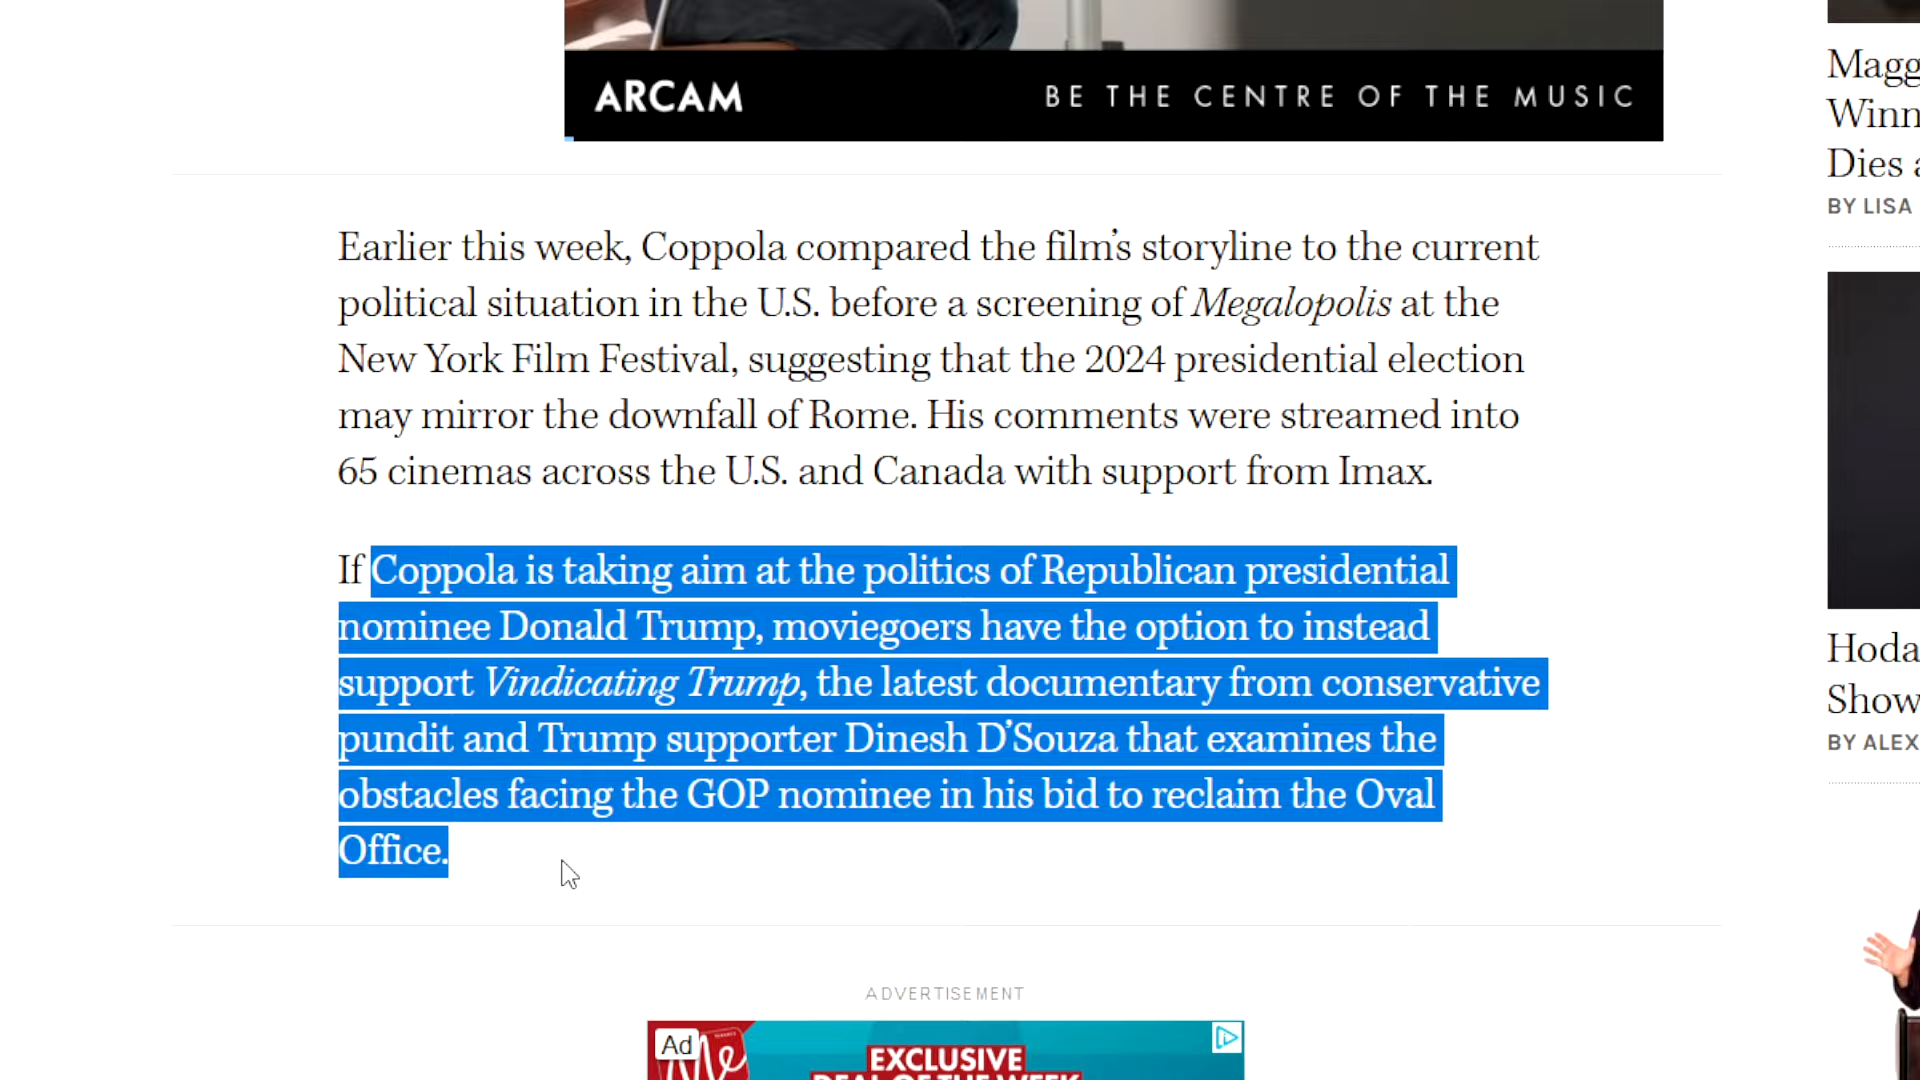 ARCAM
BE THE CENTRE OF THE MUSIC
Earlier this week, Coppola compared the film's storyline to the current
political situation in the U.S. before a screening of Megalopolis at the
New York Film Festival, suggesting that the 2024 presidential election
may mirror the downfall of Rome. His comments were streamed into
65 cinemas across the U.S. and Canada with support from Imax.
If Coppola is taking aim at the politics of Republican presidential
nominee Donald Trump, moviegoers have the option to instead
support Vindicating Trump, the latest documentary from conservative
pundit and Trump supporter Dinesh D'Souza that examines the
obstacles facing the GOP nominee in his bid to reclaim the Oval
Office.
ADVERTISEMENT
Ad
Me
EXCLUSIVE
DEAL OF THE WEEK
Magg
Winn
Dies a
BY LISA
Hoda
Show
BY ALEX